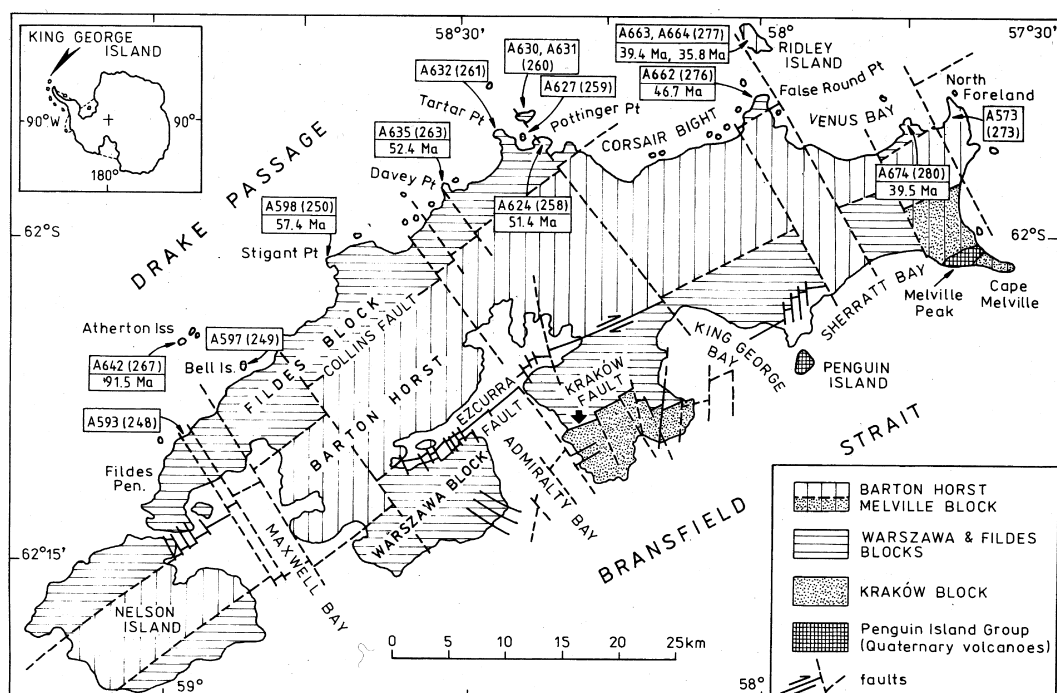 KING GEORGE
ISLAND
90°W
90°
180°
58°30'
58°
57°30'
A663, A664 (277)
39.4 Ma, 35.8 Ma
RIDLEY
ISLAND
A630, A631
(260)
A632 (261)
A627 (259)
A662 (276)
46.7 Ma
False Round Pt
North
Foreland
Tartar Pt
Pottinger Pt
CORSAIR BIGHT
VENUS BAY
A573
(273)
A635 (263)
52.4 Ma
Davey Pt
A674 (280)
39.5 Ma
DRAKE PASSAGE
A598 (250)
57.4 Ma
A624 (258)
51.4 Ma
62°S
62°S
Stigant Pt
Melville
Peak
Cape
Melville
SHERRATT BAY
Atherton Iss
A597 (249)
A642 (267)
91.5 Ma
Bell Is.
FILDES BLOCK
COLLINS FAULT
BARTON HORST
KING GEORGE
BAY
PENGUIN
ISLAND
EZCURRA
FAULT
KRAKÓW
FAULT
A593 (248)
ADMIRALTY BAY
WARSZAWA BLOCK
Fildes
Pen.
MAXWELL BAY
BRANSFIELD
STRAIT
62°15'
NELSON
ISLAND
BARTON HORST
MELVILLE BLOCK
WARSZAWA & FILDES
BLOCKS
KRAKÓW BLOCK
Penguin Island Group
(Quaternary volcanoes)
faults
0 5 10 15 20 25km
59°
58°